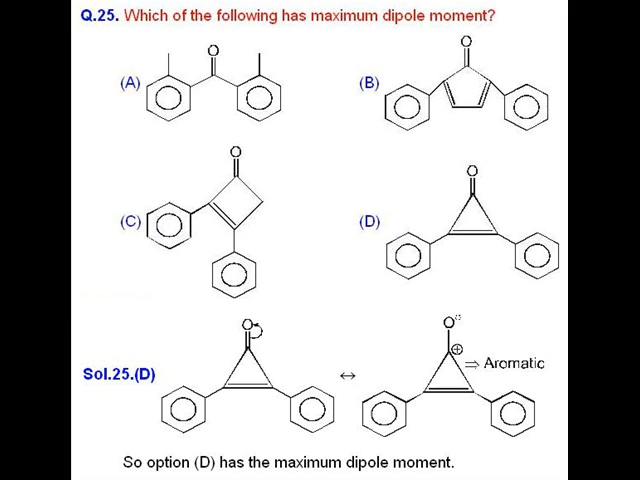 Q.25. Which of the following has maximum dipole moment?
(A)
O
(B)
O
(C)
O
(D)
O
Sol.25.(D)
O
↔
O
⊕
⇒ Aromatic
So option (D) has the maximum dipole moment.